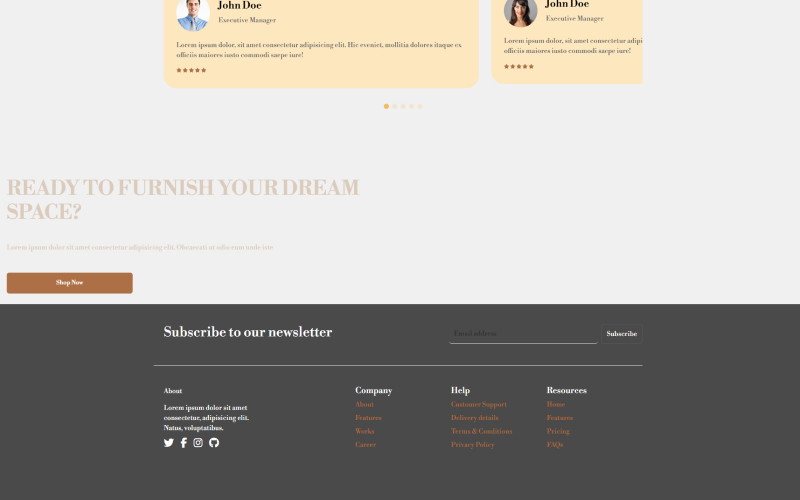 John Doe
Executive Manager
Lorem ipsum dolor, sit amet consectetur adipisicing elit. Hic eveniet, mollitia dolores itaque ex
officiis maiores iusto commodi saepe iure!
John Doe
Executive Manager
Lorem ipsum dolor, sit amet consectetur adipi
officiis maiores iusto commodi saepe iure!
READY TO FURNISH YOUR DREAM
SPACE?
Lorem ipsum dolor sit amet consectetur adipisicing elit. Obcaecati ut odio eum unde iste
Shop Now
Subscribe to our newsletter
Email address
Subscribe
About
Lorem ipsum dolor sit amet
consectetur, adipisicing elit.
Natus, voluptatibus.
Company
About
Features
Works
Career
Help
Customer Support
Delivery details
Terms & Conditions
Privacy Policy
Resources
Home
Features
Pricing
FAQs